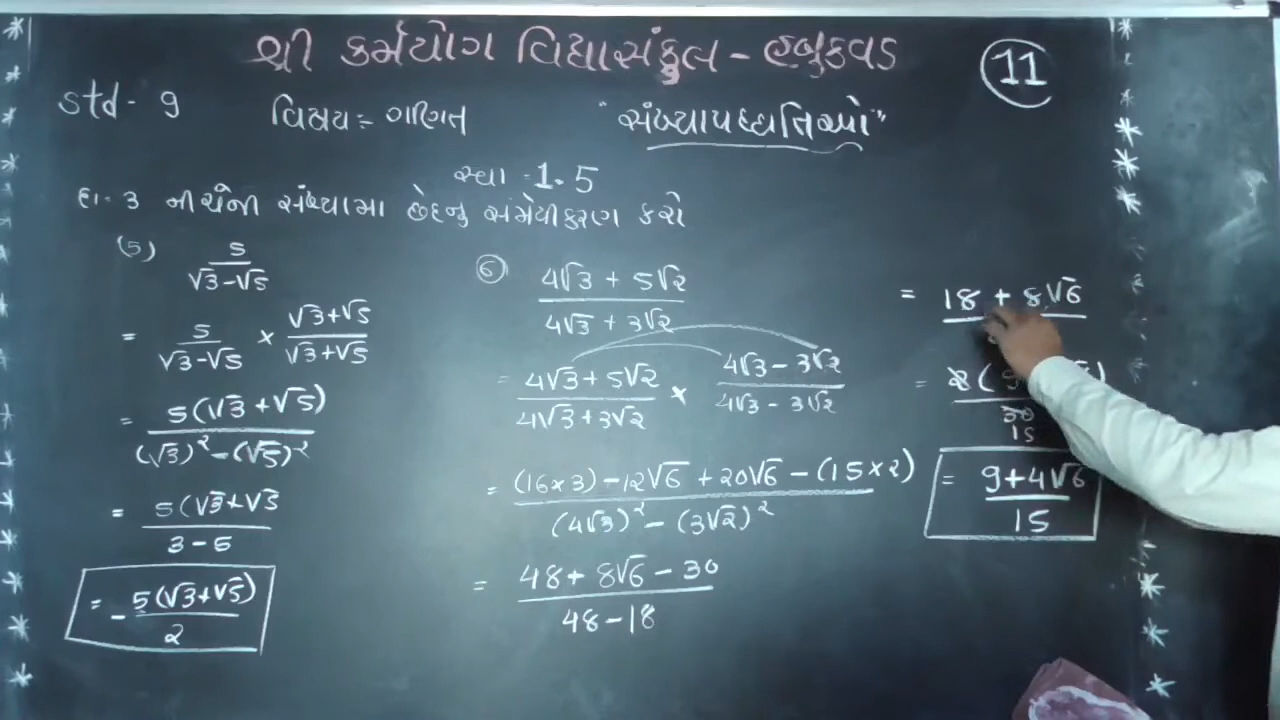 શ્રી કર્મયોગ વિદ્યાસંકુલ - હબુકવડ
11
std - 9
વિષય:- ગણિત
"સંખ્યાપધ્ધતિઓ"
સ્વા - 1.5
દા. 3 નીચેની સંખ્યામા છેદનુ સંમેયીકરણ કરો
(5) 5 / (√3 - √5)
= 5 / (√3 - √5) × (√3 + √5) / (√3 + √5)
= 5(√3 + √5) / (√3)² - (√5)²
= 5(√3 + √5 / 3 - 5
= - 5(√3 + √5) / 2
(6) 4√3 + 5√2 / 4√3 + 3√2
= 4√3 + 5√2 / 4√3 + 3√2 × 4√3 - 3√2 / 4√3 - 3√2
= (16×3) - 12√6 + 20√6 - (15×2) / (4√3)² - (3√2)²
= 48 + 8√6 - 30 / 48 - 18
= 18 + 8√6
= 2( 9 ) / 30
15
= 9 + 4√6 / 15